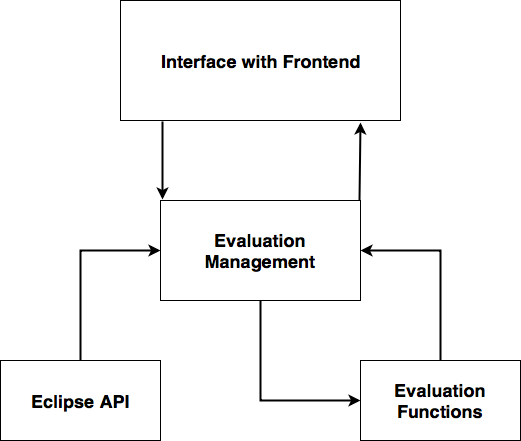 Interface with Frontend
Evaluation
Management
Eclipse API
Evaluation
Functions